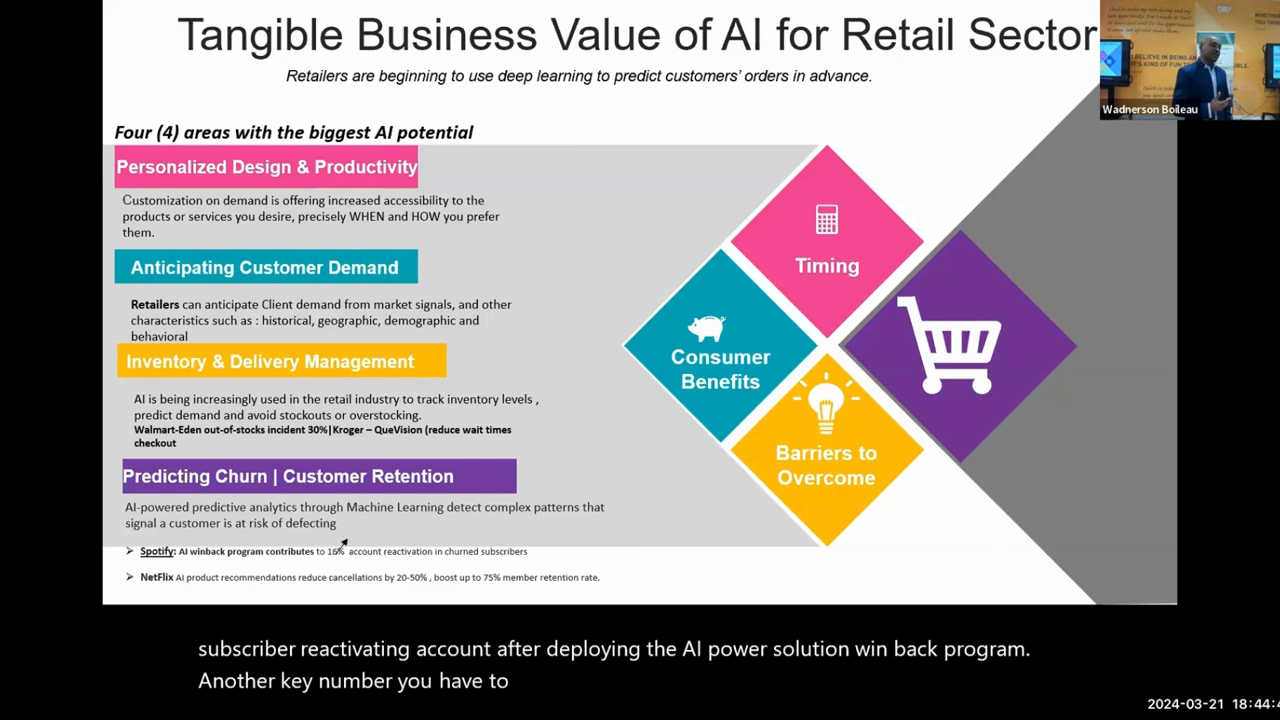 Tangible Business Value of AI for Retail Sector
Retailers are beginning to use deep learning to predict customers' orders in advance.
Wadnerson Boileau
Four (4) areas with the biggest AI potential
Personalized Design & Productivity
Customization on demand is offering increased accessibility to the
products or services you desire, precisely WHEN and HOW you prefer
them.
Anticipating Customer Demand
Retailers can anticipate Client demand from market signals, and other
characteristics such as : historical, geographic, demographic and
behavioral
Inventory & Delivery Management
AI is being increasingly used in the retail industry to track inventory levels ,
predict demand and avoid stockouts or overstocking.
Walmart-Eden out-of-stocks incident 30%|Kroger – QueVision (reduce wait times
checkout
Predicting Churn | Customer Retention
AI-powered predictive analytics through Machine Learning detect complex patterns that
signal a customer is at risk of defecting
➢ Spotify: AI winback program contributes to 16% account reactivation in churned subscribers
➢ NetFlix AI product recommendations reduce cancellations by 20-50% , boost up to 75% member retention rate.
Timing
Consumer
Benefits
Barriers to
Overcome
subscriber reactivating account after deploying the AI power solution win back program.
Another key number you have to
2024-03-21 18:44:4